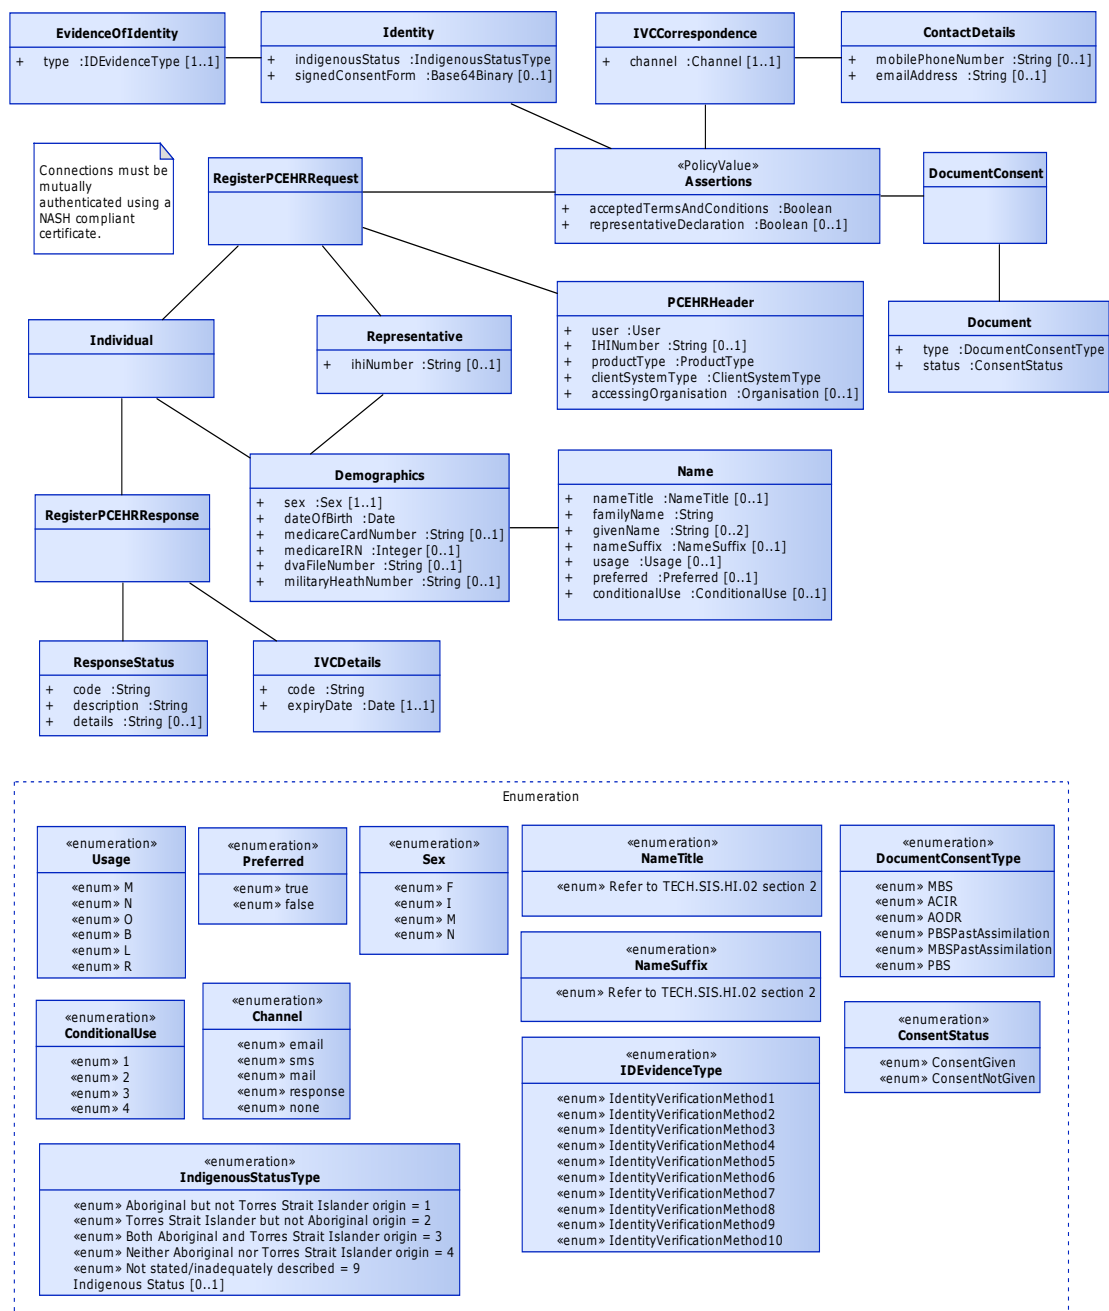 EvidenceOfIdentity
+ type :IDEvidenceType [1..1]
Identity
+ indigenousStatus :IndigenousStatusType
+ signedConsentForm :Base64Binary [0..1]
IVCCorrespondence
+ channel :Channel [1..1]
ContactDetails
+ mobilePhoneNumber :String [0..1]
+ emailAddress :String [0..1]
Connections must be
mutually
authenticated using a
NASH compliant
certificate.
RegisterPCEHRRequest
«PolicyValue»
Assertions
+ acceptedTermsAndConditions :Boolean
+ representativeDeclaration :Boolean [0..1]
DocumentConsent
Individual
Representative
+ ihiNumber :String [0..1]
PCEHRHeader
+ user :User
+ IHINumber :String [0..1]
+ productType :ProductType
+ clientSystemType :ClientSystemType
+ accessingOrganisation :Organisation [0..1]
Document
+ type :DocumentConsentType
+ status :ConsentStatus
RegisterPCEHRResponse
Demographics
+ sex :Sex [1..1]
+ dateOfBirth :Date
+ medicareCardNumber :String [0..1]
+ medicareIRN :Integer [0..1]
+ dvaFileNumber :String [0..1]
+ militaryHeathNumber :String [0..1]
Name
+ nameTitle :NameTitle [0..1]
+ familyName :String
+ givenName :String [0..2]
+ nameSuffix :NameSuffix [0..1]
+ usage :Usage [0..1]
+ preferred :Preferred [0..1]
+ conditionalUse :ConditionalUse [0..1]
ResponseStatus
+ code :String
+ description :String
+ details :String [0..1]
IVCDetails
+ code :String
+ expiryDate :Date [1..1]
Enumeration
«enumeration»
Usage
«enum» M
«enum» N
«enum» O
«enum» B
«enum» L
«enum» R
«enumeration»
Preferred
«enum» true
«enum» false
«enumeration»
Sex
«enum» F
«enum» I
«enum» M
«enum» N
«enumeration»
NameTitle
«enum» Refer to TECH.SIS.HI.02 section 2
«enumeration»
DocumentConsentType
«enum» MBS
«enum» ACIR
«enum» AODR
«enum» PBSPastAssimilation
«enum» MBSPastAssimilation
«enum» PBS
«enumeration»
NameSuffix
«enum» Refer to TECH.SIS.HI.02 section 2
«enumeration»
ConditionalUse
«enum» 1
«enum» 2
«enum» 3
«enum» 4
«enumeration»
Channel
«enum» email
«enum» sms
«enum» mail
«enum» response
«enum» none
«enumeration»
IDEvidenceType
«enum» IdentityVerificationMethod1
«enum» IdentityVerificationMethod2
«enum» IdentityVerificationMethod3
«enum» IdentityVerificationMethod4
«enum» IdentityVerificationMethod5
«enum» IdentityVerificationMethod6
«enum» IdentityVerificationMethod7
«enum» IdentityVerificationMethod8
«enum» IdentityVerificationMethod9
«enum» IdentityVerificationMethod10
«enumeration»
ConsentStatus
«enum» ConsentGiven
«enum» ConsentNotGiven
«enumeration»
IndigenousStatusType
«enum» Aboriginal but not Torres Strait Islander origin = 1
«enum» Torres Strait Islander but not Aboriginal origin = 2
«enum» Both Aboriginal and Torres Strait Islander origin = 3
«enum» Neither Aboriginal nor Torres Strait Islander origin = 4
«enum» Not stated/inadequately described = 9
Indigenous Status [0..1]